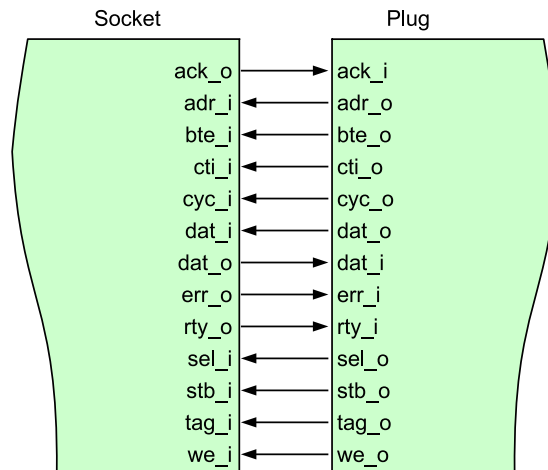 Socket Plug
ack_o ack_i
adr_i adr_o
bte_i bte_o
cti_i cti_o
cyc_i cyc_o
dat_i dat_o
dat_o dat_i
err_o err_i
rty_o rty_i
sel_i sel_o
stb_i stb_o
tag_i tag_o
we_i we_o